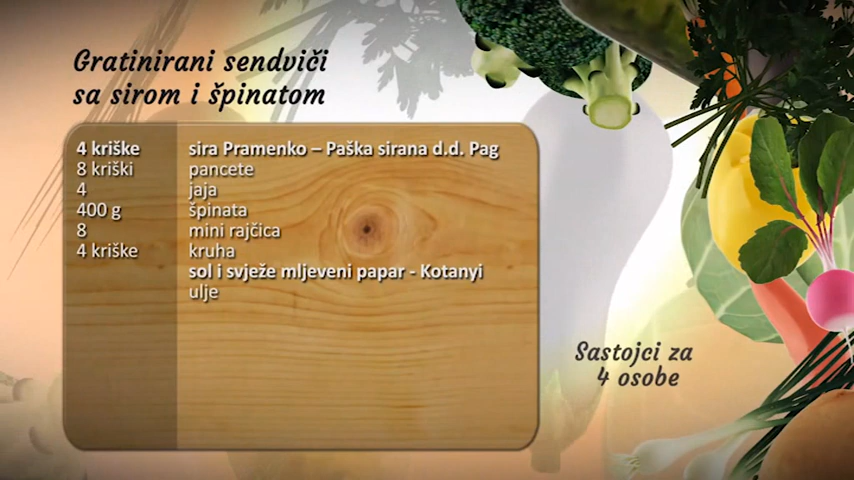 Gratinirani sendviči
sa sirom i špinatom
4 kriške sira Pramenko – Paška sirana d.d. Pag
8 kriški pancete
4 jaja
400 g špinata
8 mini rajčica
4 kriške kruha
sol i svježe mljeveni papar - Kotanyi
ulje
Sastojci za
4 osobe